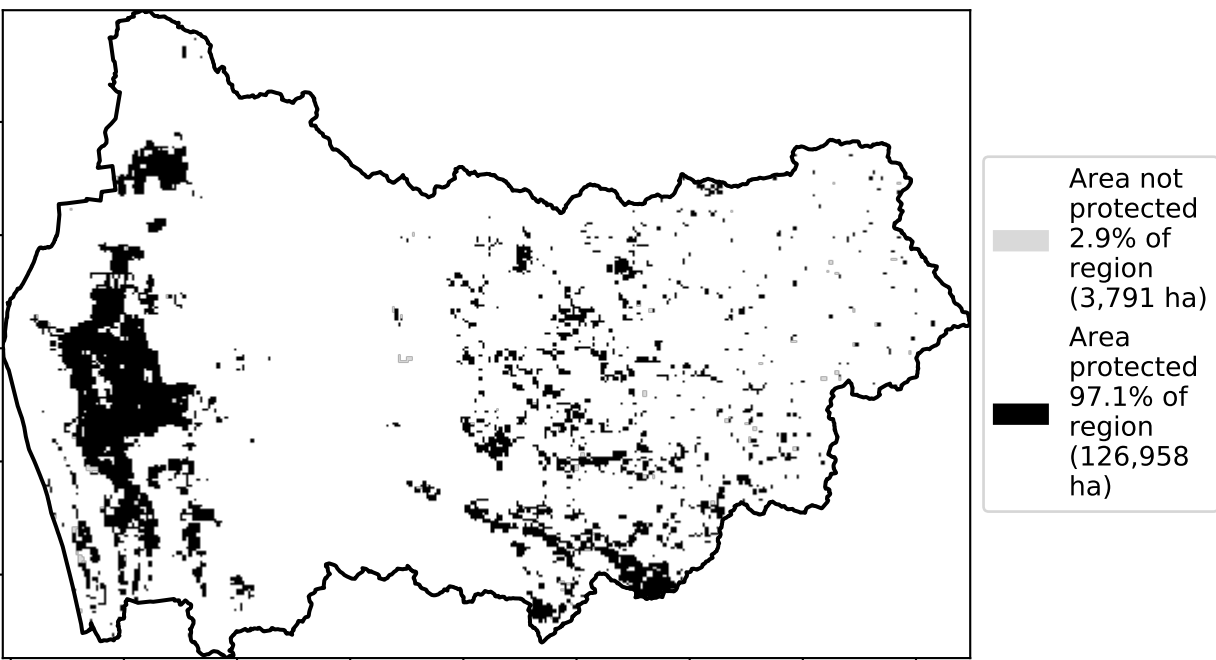 Area not
protected
2.9% of
region
(3,791 ha)
Area
protected
97.1% of
region
(126,958
ha)